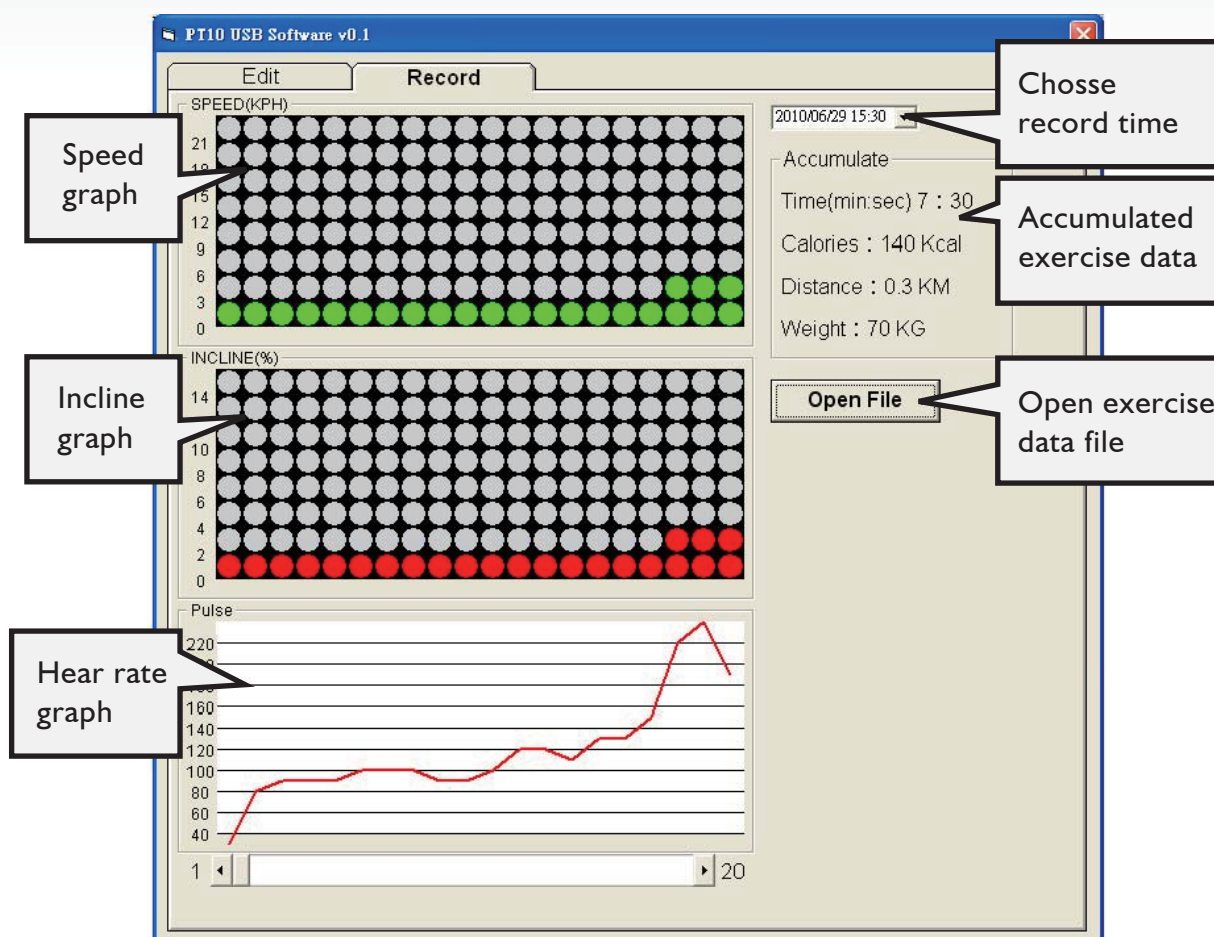 PT10 USB Software v0.1
Edit
Record
SPEED(KPH)
21
18
15
12
9
6
3
0
Speed
graph
INCLINE(%)
14
10
8
6
4
2
0
Incline
graph
Pulse
220
160
140
120
100
80
60
40
Hear rate
graph
1
20
2010/06/29 15:30
Chosse
record time
Accumulate
Time(min:sec) 7 : 30
Calories : 140 Kcal
Distance : 0.3 KM
Weight : 70 KG
Accumulated
exercise data
Open File
Open exercise
data file